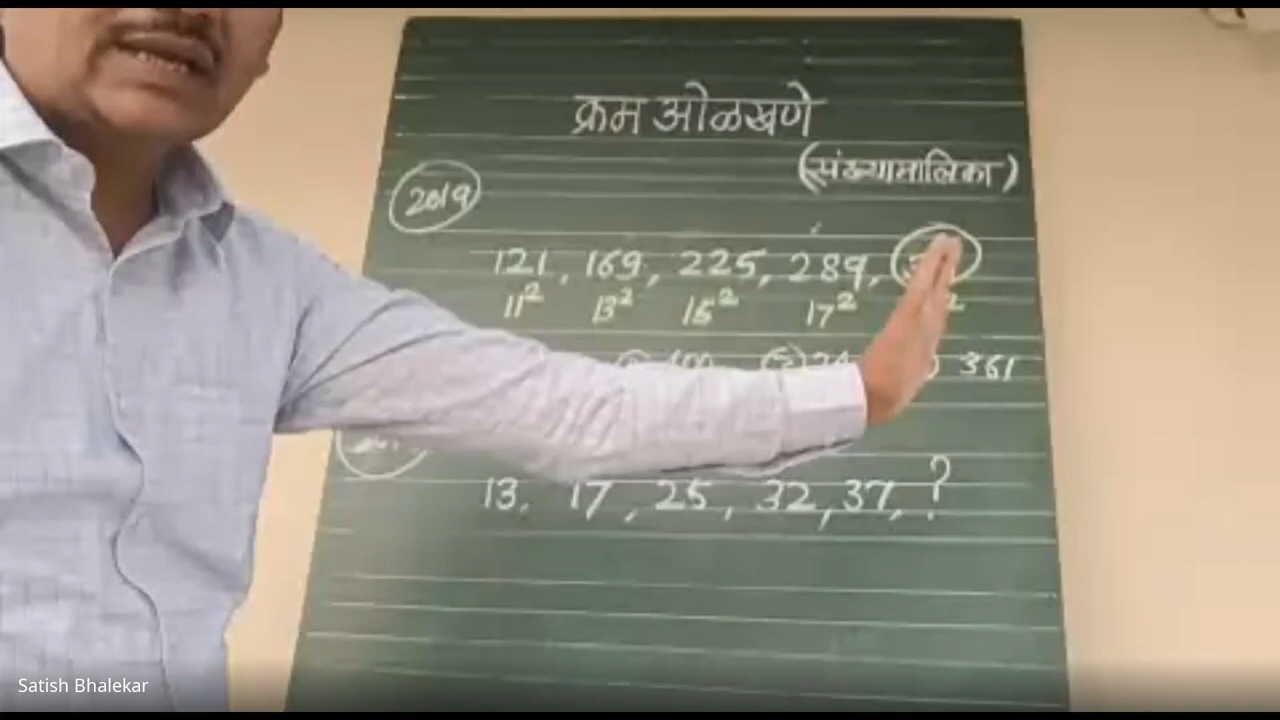 क्रम ओळखणे
(संख्यामालिका)
2019
121, 169, 225, 289,
11² 13² 15² 17²
361
13, 17, 25, 32, 37, ?
Satish Bhalekar